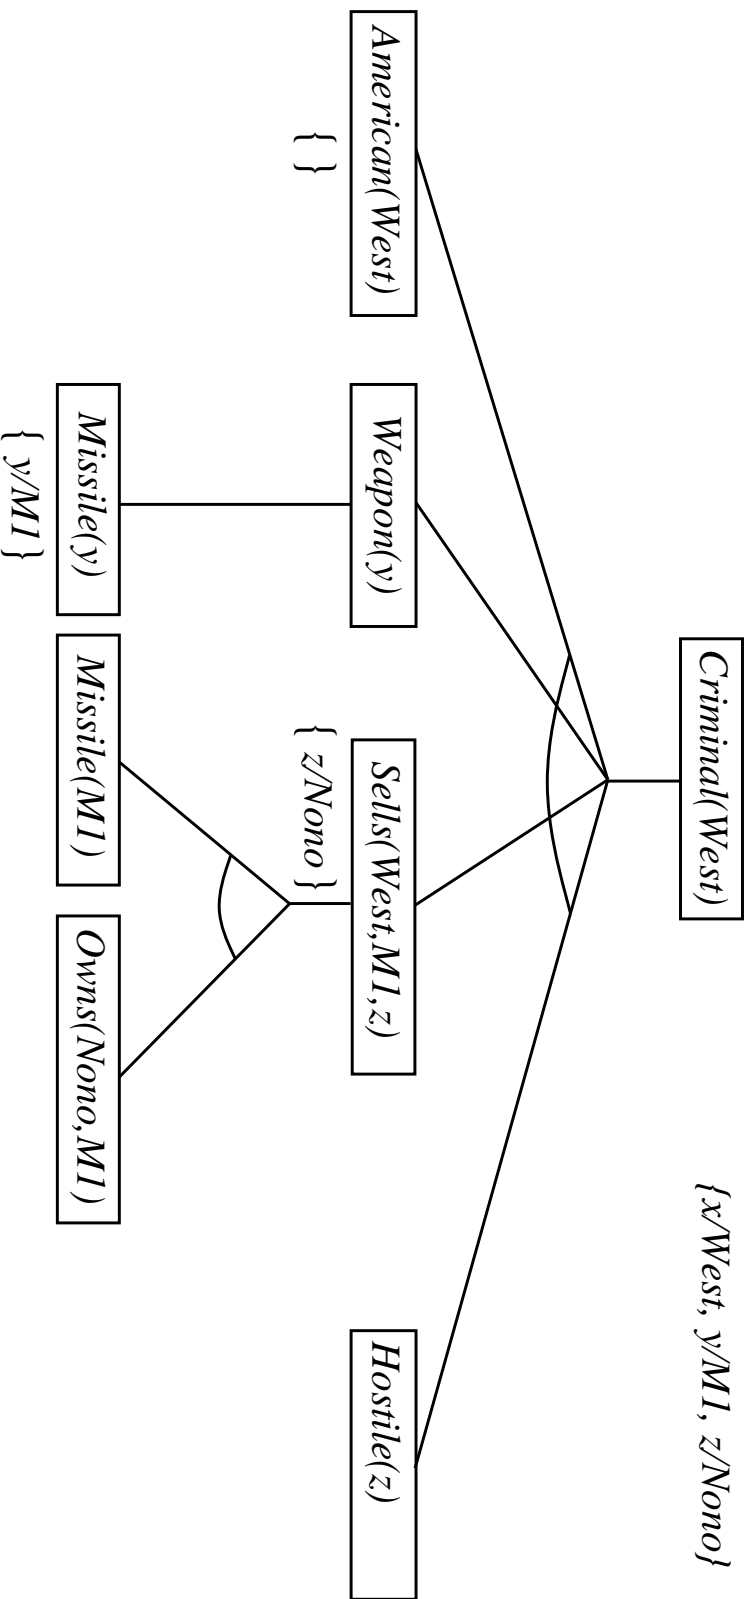 Criminal(West)
{x/West, y/M1, z/Nono}
American(West)
Weapon(y)
Sells(West,M1,z)
Hostile(z)
{ }
{ z/Nono }
Missile(y)
Missile(M1)
Owns(Nono,M1)
{ y/M1 }